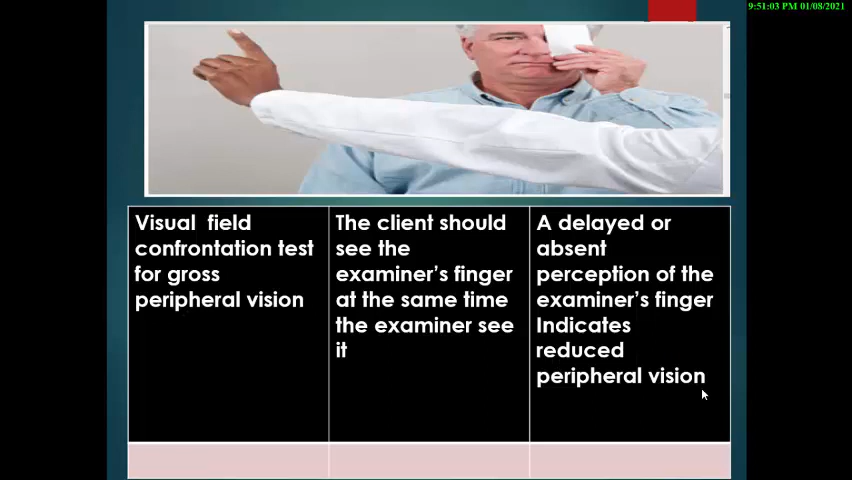 9:51:03 PM 01/08/2021
Visual field
confrontation test
for gross
peripheral vision
The client should
see the
examiner's finger
at the same time
the examiner see
it
A delayed or
absent
perception of the
examiner's finger
Indicates
reduced
peripheral vision